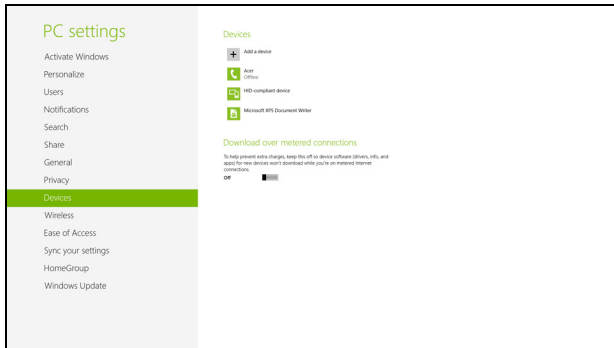 PC settings
Activate Windows
Personalize
Users
Notifications
Search
Share
General
Privacy
Devices
Wireless
Ease of Access
Sync your settings
HomeGroup
Windows Update
Devices
Add a device
Acer
Offline
HID-compliant device
Microsoft XPS Document Writer
Download over metered connections
To help prevent extra charges, keep this off so device software (drivers, info, and
apps) for new devices won't download while you're on metered Internet
connections.
Off